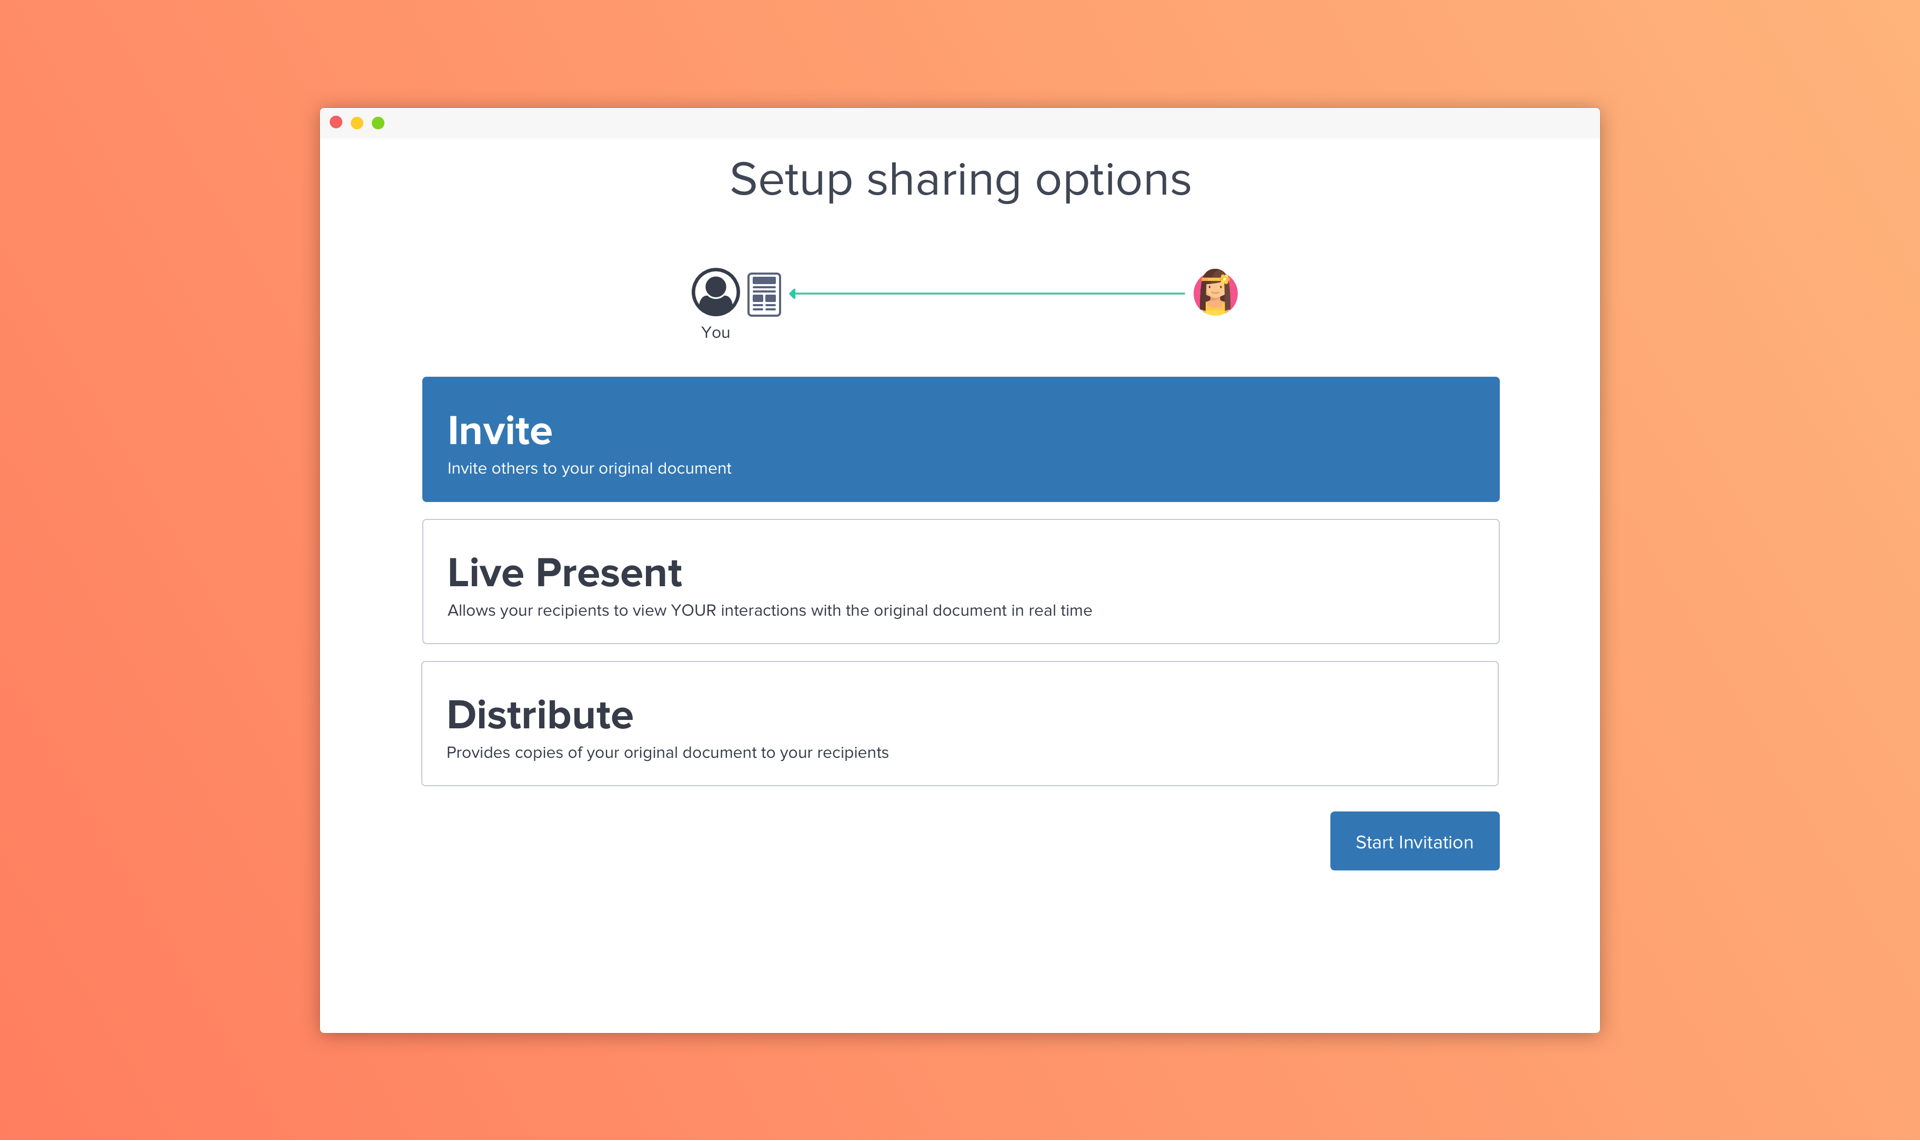 Setup sharing options
You
Invite
Invite others to your original document
Live Present
Allows your recipients to view YOUR interactions with the original document in real time
Distribute
Provides copies of your original document to your recipients
Start Invitation